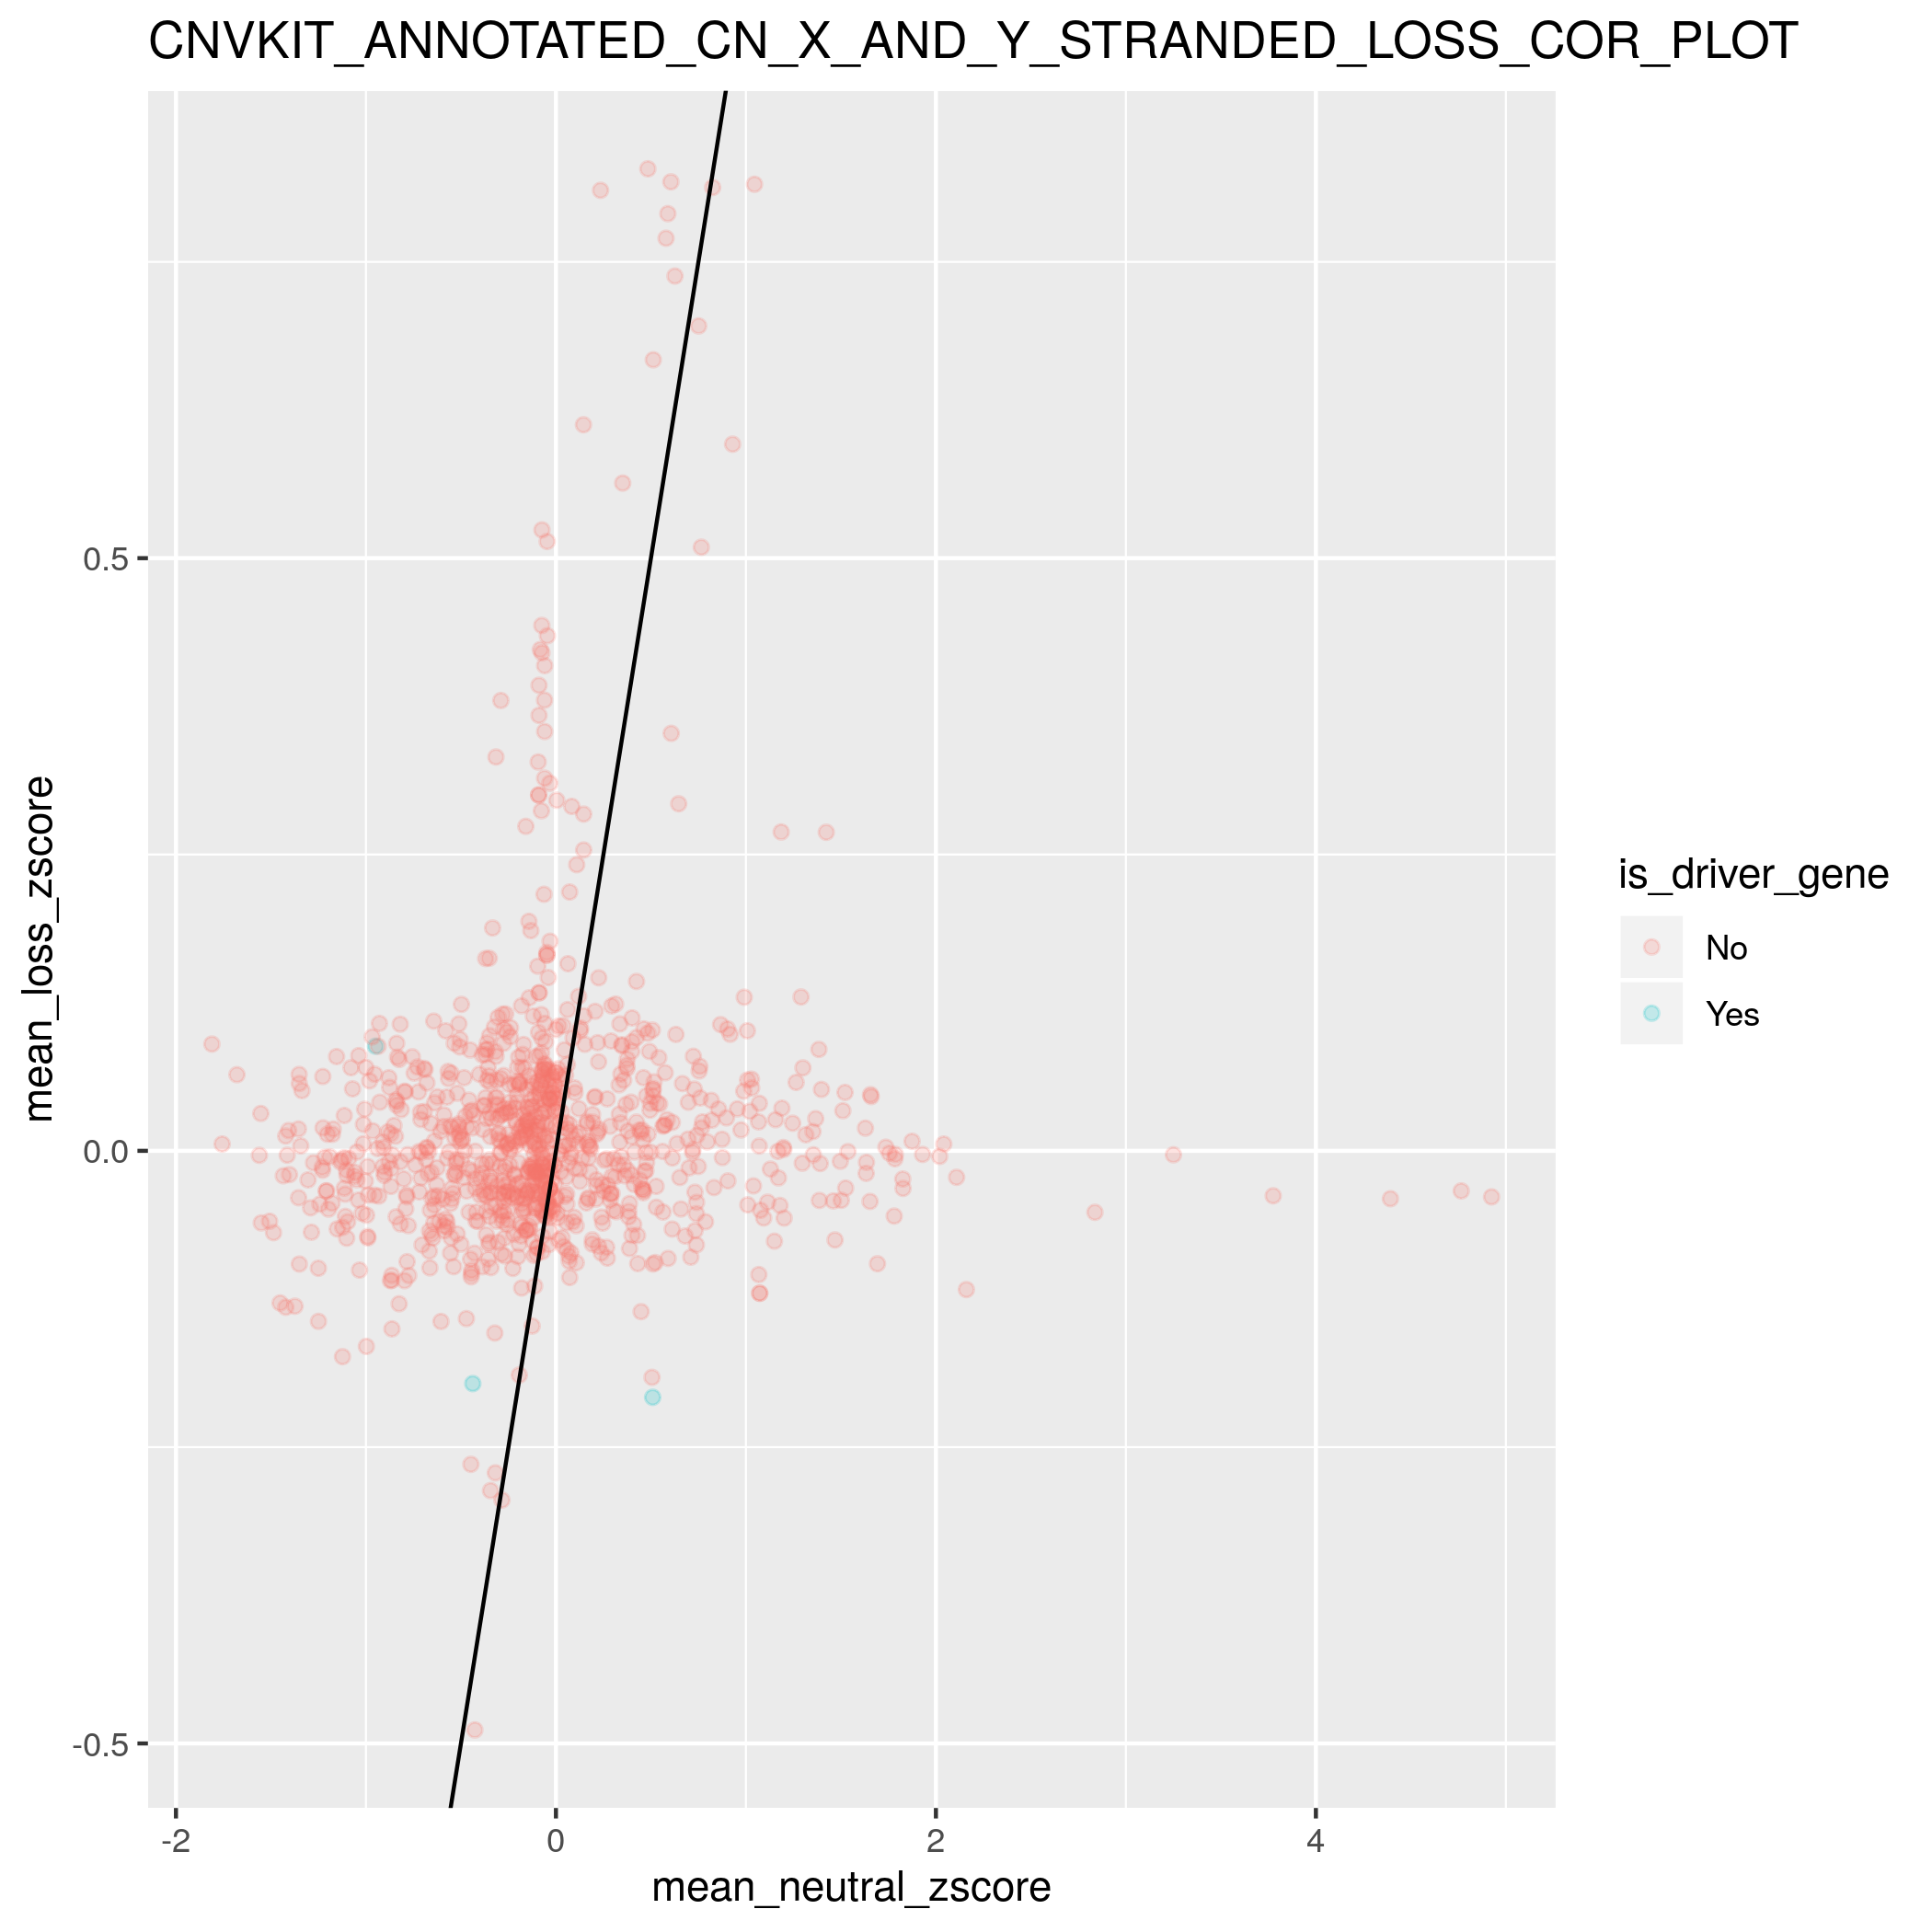 CNVKIT_ANNOTATED_CN_X_AND_Y_STRANDED_LOSS_COR_PLOT
mean_loss_zscore
0.5
0.0
-0.5
-2
0
2
4
mean_neutral_zscore
is_driver_gene
No
Yes